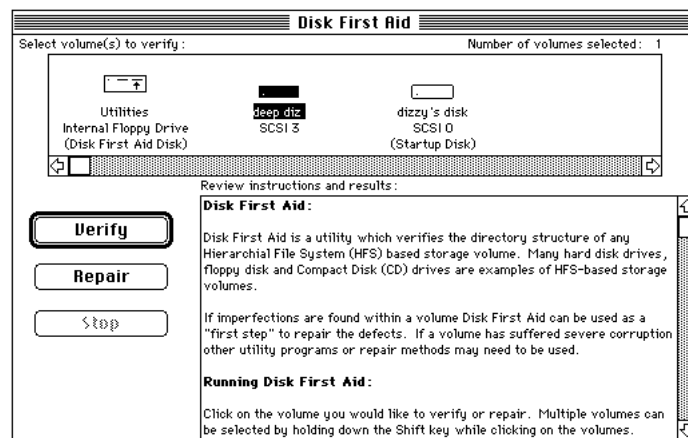 Disk First Aid
Select volume(s) to verify:
Number of volumes selected: 1
Utilities
Internal Floppy Drive
(Disk First Aid Disk)
deep diz
SCSI 3
dizzy's disk
SCSI 0
(Startup Disk)
Review instructions and results:
Verify
Repair
Stop
Disk First Aid:
Disk First Aid is a utility which verifies the directory structure of any
Hierarchial File System (HFS) based storage volume. Many hard disk drives,
floppy disk and Compact Disk (CD) drives are examples of HFS-based storage
volumes.
If imperfections are found within a volume Disk First Aid can be used as a
"first step" to repair the defects. If a volume has suffered severe corruption
other utility programs or repair methods may need to be used.
Running Disk First Aid:
Click on the volume you would like to verify or repair. Multiple volumes can
be selected by holding down the Shift key while clicking on the volumes.